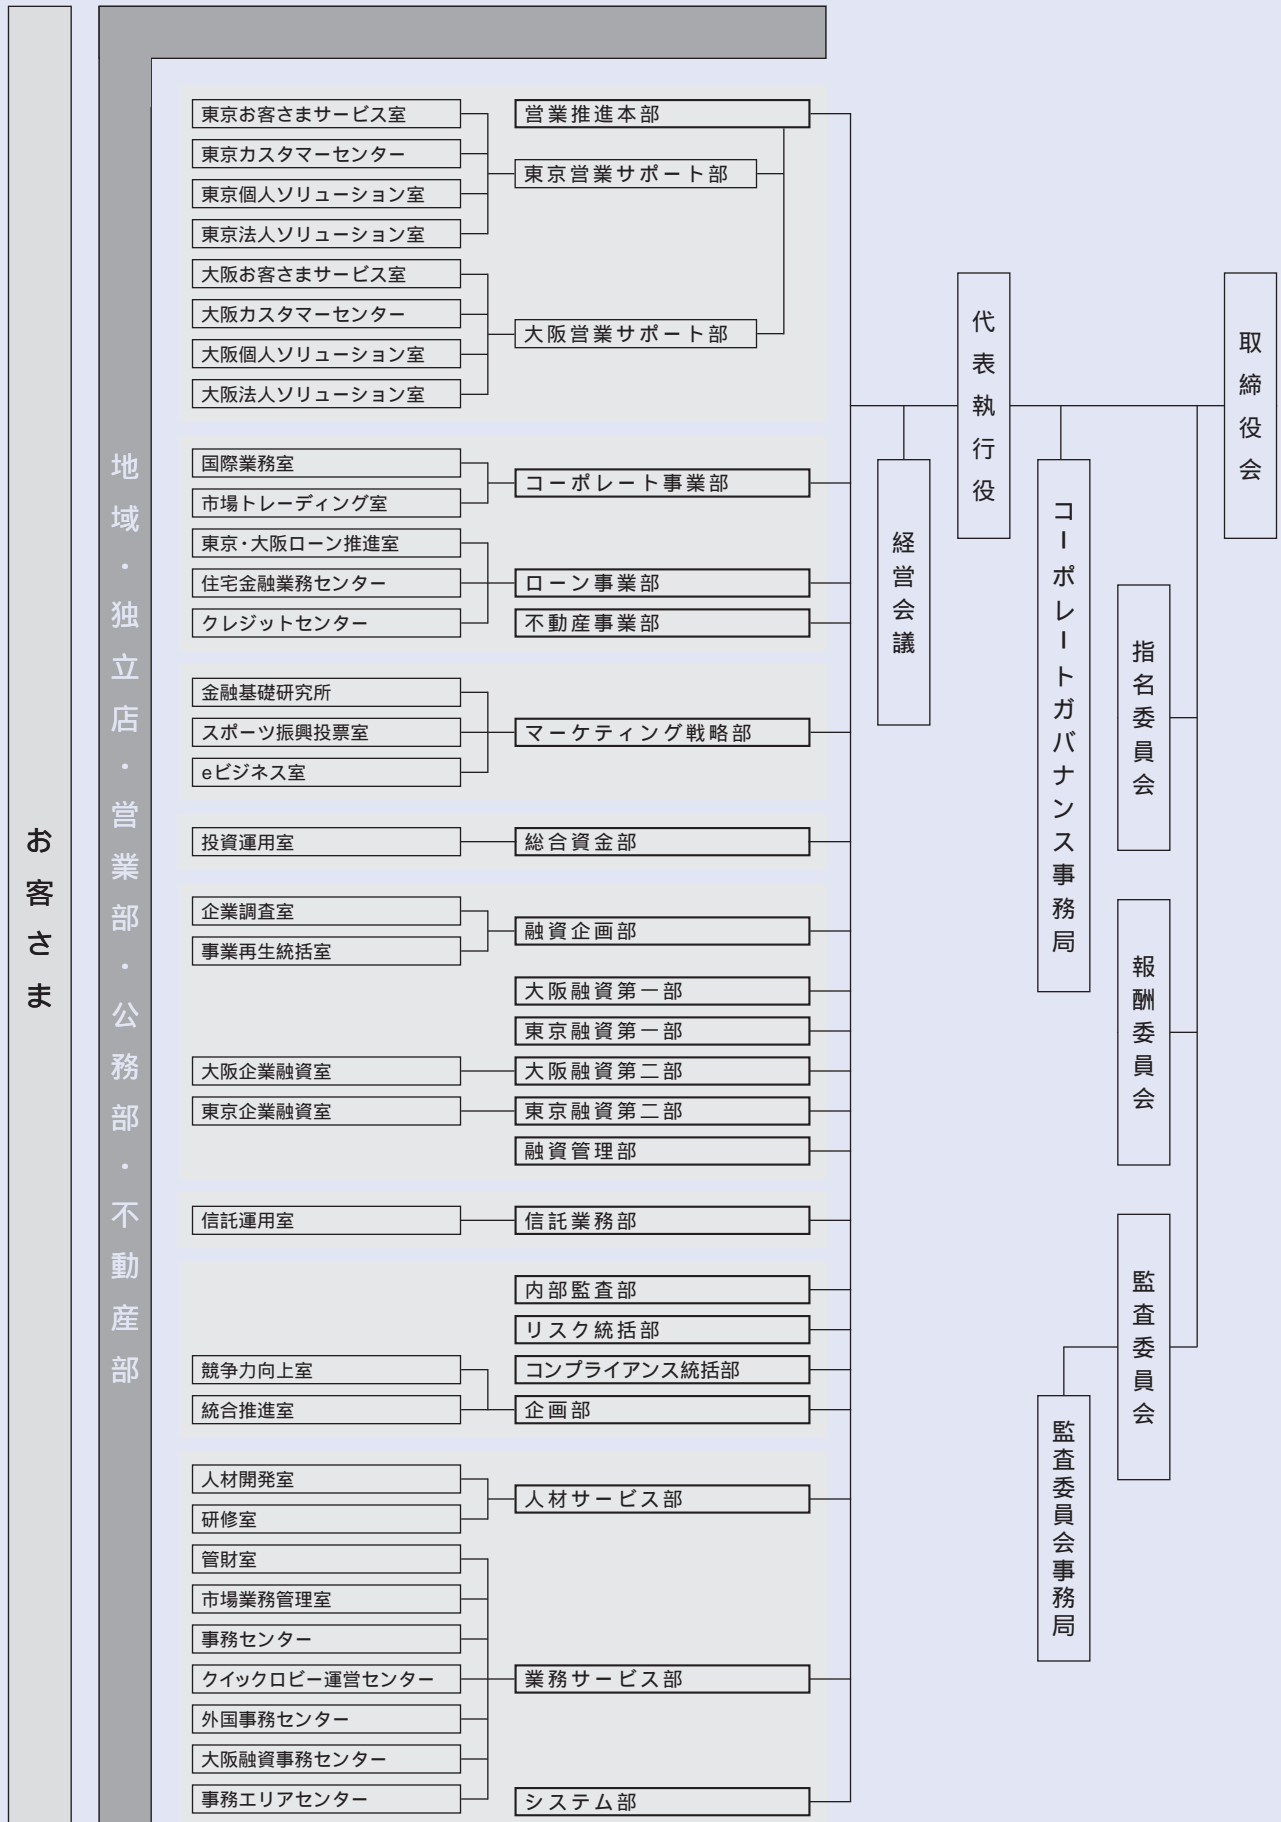 お客さま
地域・独立店・営業部・公務部・不動産部
東京お客さまサービス室
東京カスタマーセンター
東京個人ソリューション室
東京法人ソリューション室
大阪お客さまサービス室
大阪カスタマーセンター
大阪個人ソリューション室
大阪法人ソリューション室
営業推進本部
東京営業サポート部
大阪営業サポート部
国際業務室
市場トレーディング室
東京・大阪ローン推進室
住宅金融業務センター
クレジットセンター
コーポレート事業部
ローン事業部
不動産事業部
金融基礎研究所
スポーツ振興投票室
eビジネス室
マーケティング戦略部
投資運用室
総合資金部
企業調査室
事業再生統括室
大阪企業融資室
東京企業融資室
融資企画部
大阪融資第一部
東京融資第一部
大阪融資第二部
東京融資第二部
融資管理部
信託運用室
信託業務部
競争力向上室
統合推進室
内部監査部
リスク統括部
コンプライアンス統括部
企画部
人材開発室
研修室
管財室
市場業務管理室
事務センター
クイックロビー運営センター
外国事務センター
大阪融資事務センター
事務エリアセンター
人材サービス部
業務サービス部
システム部
経営会議
代表執行役
コーポレートガバナンス事務局
取締役会
指名委員会
報酬委員会
監査委員会
監査委員会事務局